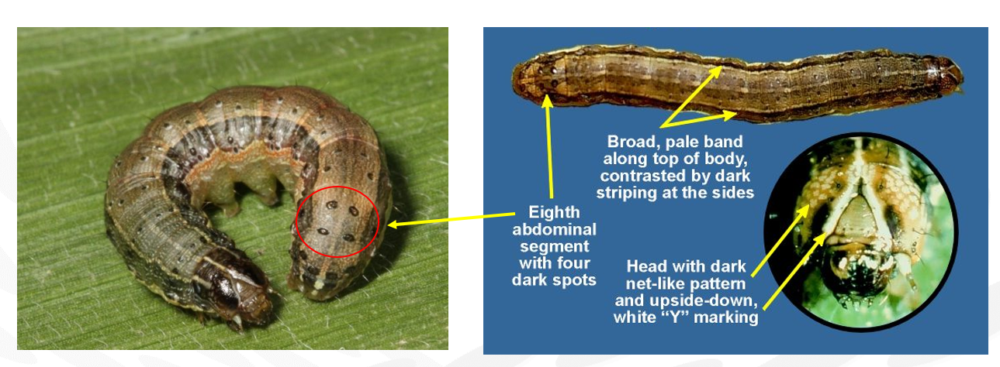 Broad, pale band
along top of body,
contrasted by dark
striping at the sides
Eighth
abdominal
segment
with four
dark spots
Head with dark
net-like pattern
and upside-down,
white “Y” marking